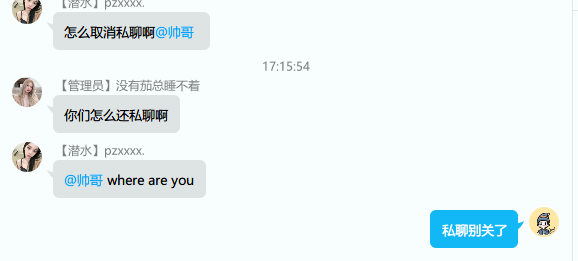 【潜水】pzxxxx.
怎么取消私聊啊@帅哥
17:15:54
【管理员】没有茄总睡不着
你们怎么还私聊啊
【潜水】pzxxxx.
@帅哥 where are you
私聊别关了